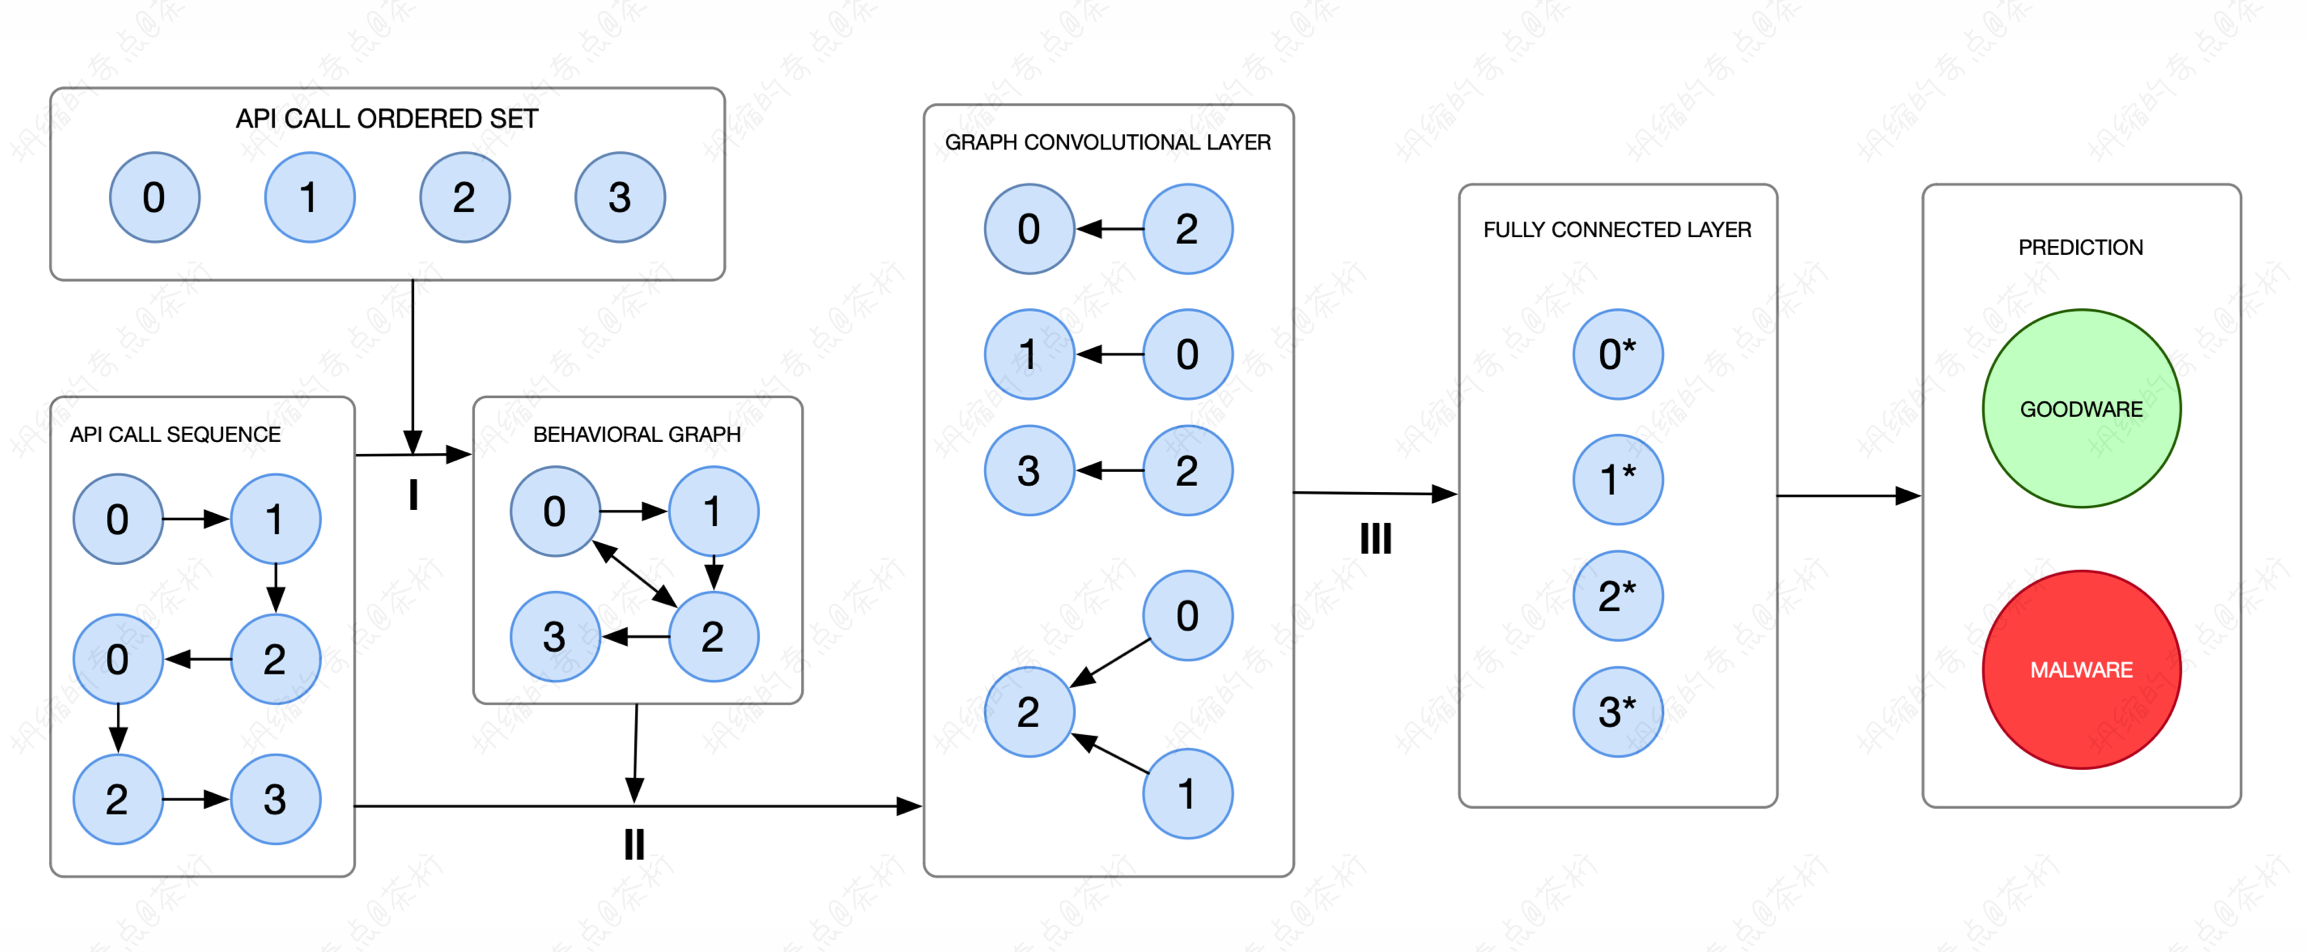 API CALL ORDERED SET
0 1 2 3
API CALL SEQUENCE
0 1
0 2
2 3
I
BEHAVIORAL GRAPH
0 1
3 2
II
GRAPH CONVOLUTIONAL LAYER
0 2
1 0
3 2
0
2
1
III
FULLY CONNECTED LAYER
0*
1*
2*
3*
PREDICTION
GOODWARE
MALWARE
坍缩的奇点@茶桁